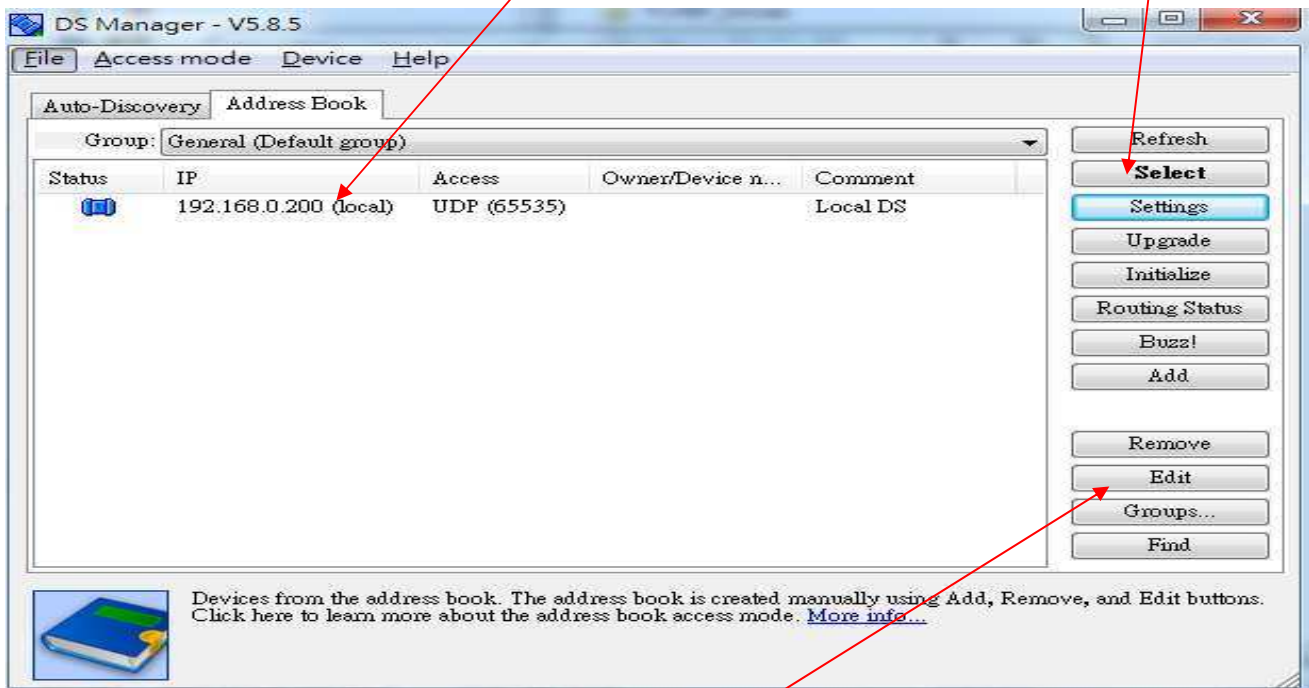 DS Manager - V5.8.5
File Access mode Device Help
Auto-Discovery Address Book
Group: General (Default group)
Status IP Access Owner/Device n... Comment
192.168.0.200 (local) UDP (65535) Local DS
Refresh
Select
Settings
Upgrade
Initialize
Routing Status
Buzz!
Add
Remove
Edit
Groups...
Find
Devices from the address book. The address book is created manually using Add, Remove, and Edit buttons.
Click here to learn more about the address book access mode. More info...